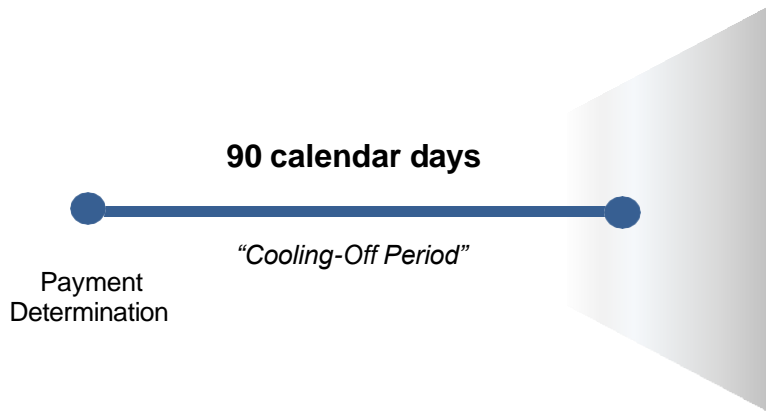 90 calendar days
“Cooling-Off Period”
Payment
Determination